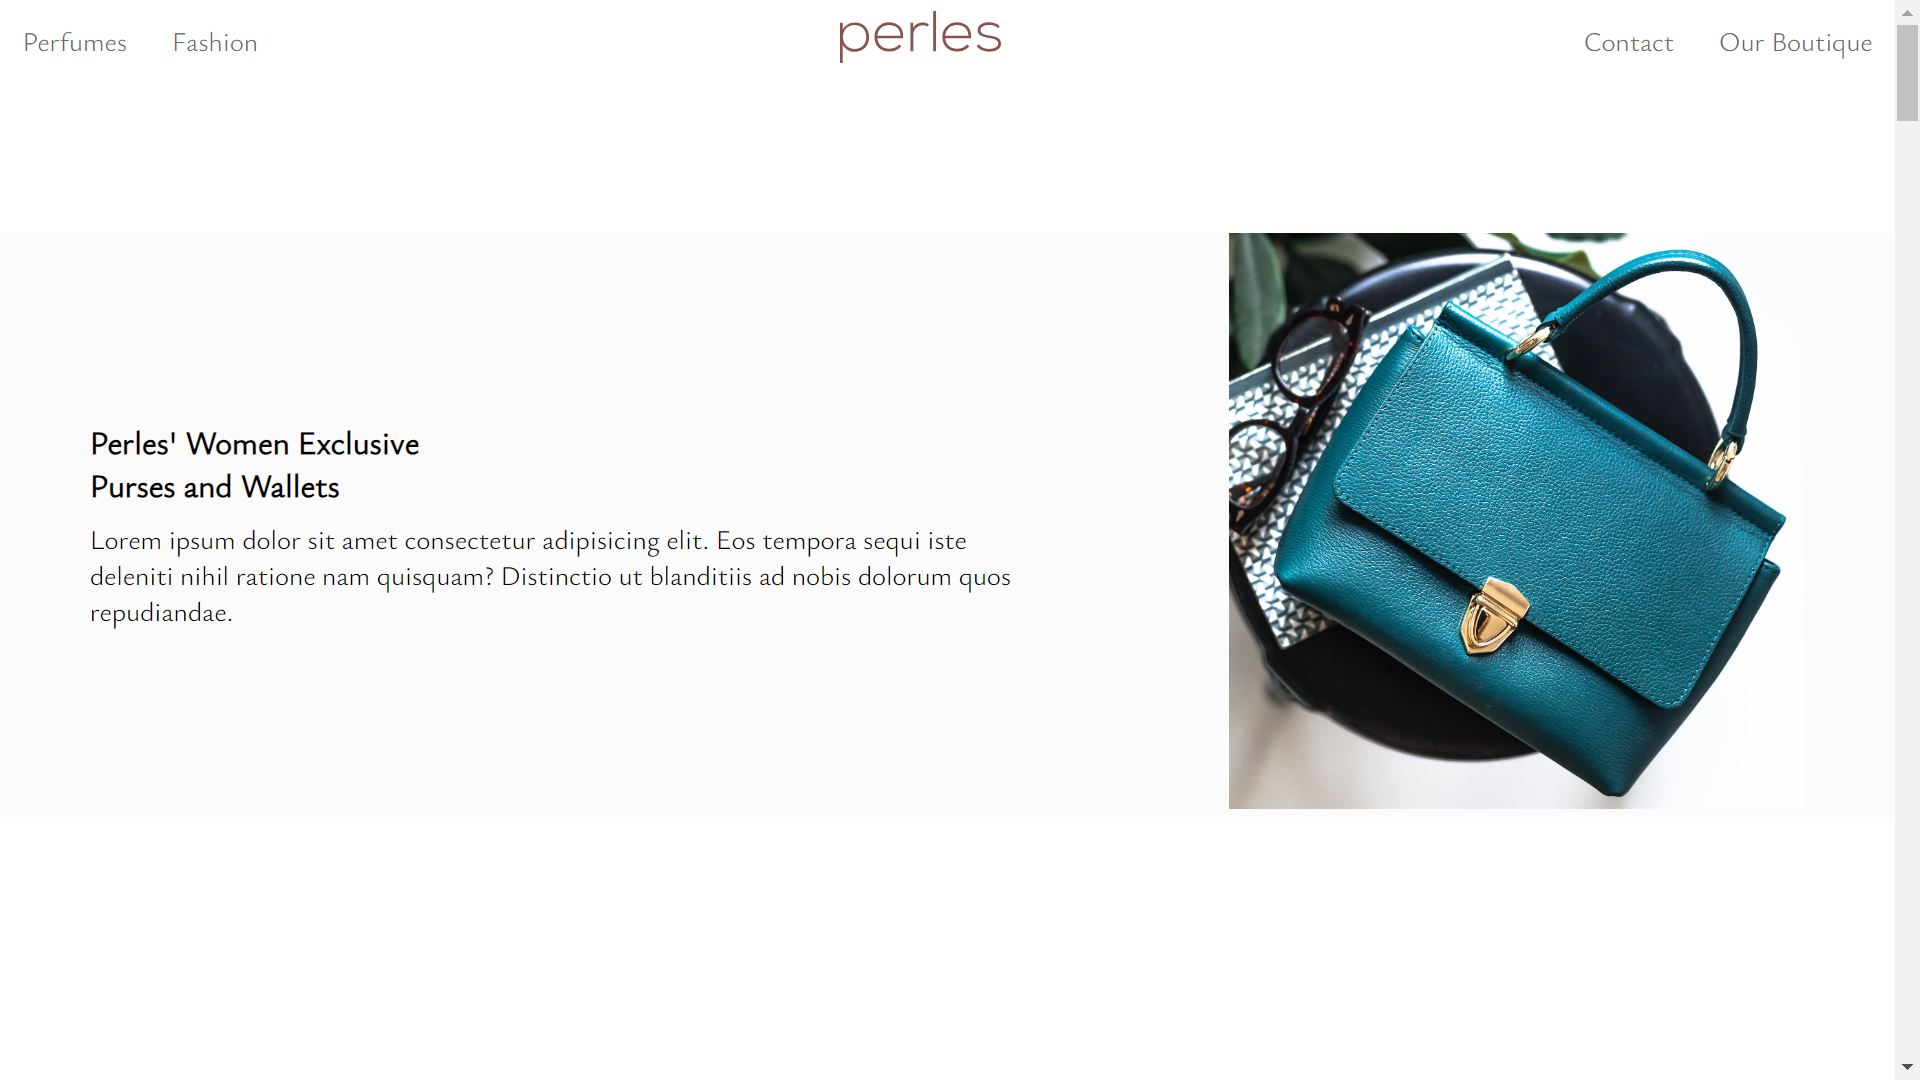 Perfumes Fashion perles Contact Our Boutique
Perles' Women Exclusive
Purses and Wallets
Lorem ipsum dolor sit amet consectetur adipisicing elit. Eos tempora sequi iste
deleniti nihil ratione nam quisquam? Distinctio ut blanditiis ad nobis dolorum quos
repudiandae.